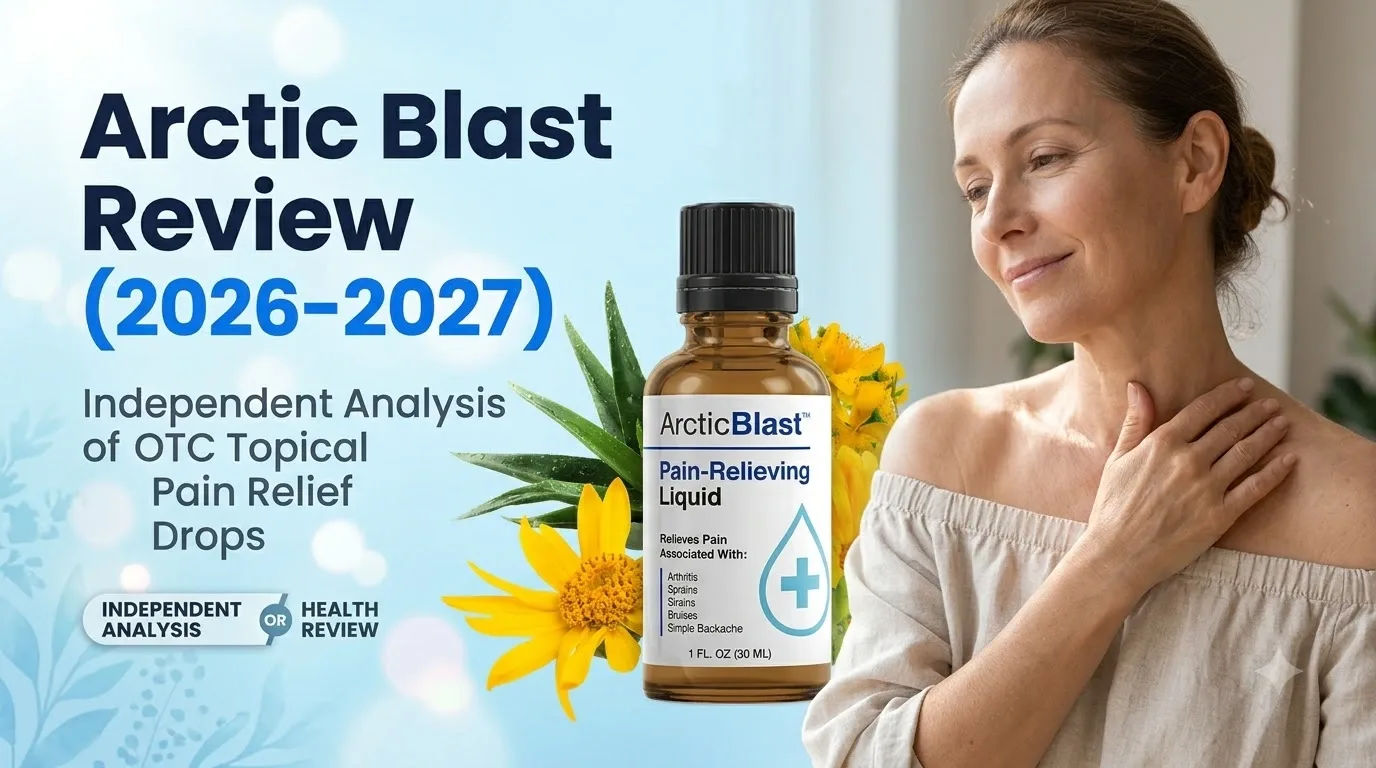 Arctic Blast
Review
(2026-2027)
Independent Analysis
of OTC Topical
Pain Relief
Drops
INDEPENDENT
ANALYSIS
OR
HEALTH
REVIEW
ArcticBlast™
Pain-Relieving
Liquid
Relieves Pain
Associated With:
Arthritis
Sprains
Sirains
Bruises
Simple Backache
1 FL. OZ (30 ML)